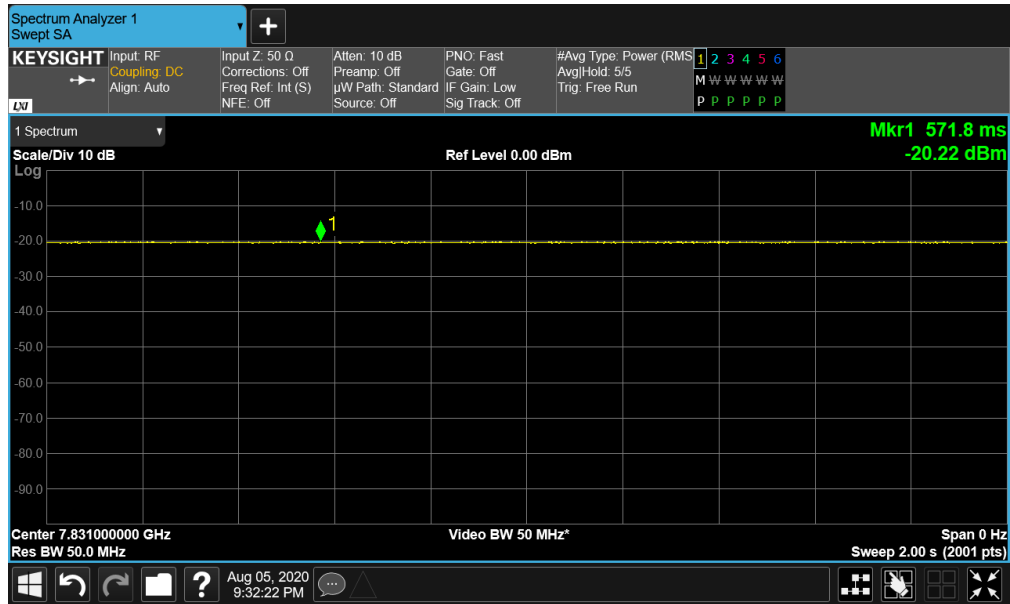 Spectrum Analyzer 1
Swept SA
+
KEYSIGHT
LXI
Input: RF
Coupling: DC
Align: Auto
Input Z: 50 Ω
Corrections: Off
Freq Ref: Int (S)
NFE: Off
Atten: 10 dB
Preamp: Off
µW Path: Standard
Source: Off
PNO: Fast
Gate: Off
IF Gain: Low
Sig Track: Off
#Avg Type: Power (RMS
Avg|Hold: 5/5
Trig: Free Run
1 2 3 4 5 6
M W W W W W
P P P P P P
1 Spectrum
Scale/Div 10 dB
Ref Level 0.00 dBm
Mkr1 571.8 ms
-20.22 dBm
Log
-10.0
1
-20.0
-30.0
-40.0
-50.0
-60.0
-70.0
-80.0
-90.0
Center 7.831000000 GHz
Res BW 50.0 MHz
Video BW 50 MHz*
Span 0 Hz
Sweep 2.00 s (2001 pts)
?
Aug 05, 2020
9:32:22 PM